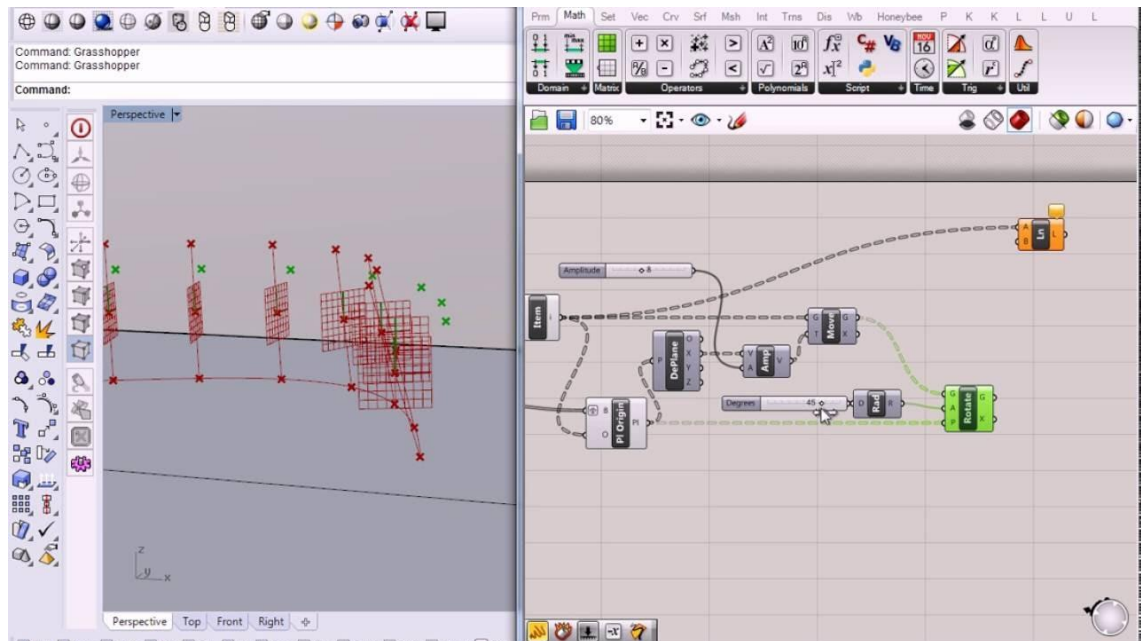 Command: Grasshopper
Command: Grasshopper
Command:
Perspective
z
y
x
Perspective Top Front Right
Prm Math Set Vec Crv Srf Msh Int Trns Dis Wb Honeybee P K K L L U L
Domain Matrix Operators Polynomials Script Time Trig Util
80%
A
B
Ln
L
Amplitude 8
Item
i
G
T
Move
G
X
P
DePlane
O
X
Y
Z
V
A
Amp
V
B
O
Pl Origin
Pl
Degrees 45
D
Rad
R
G
A
P
Rotate
G
X